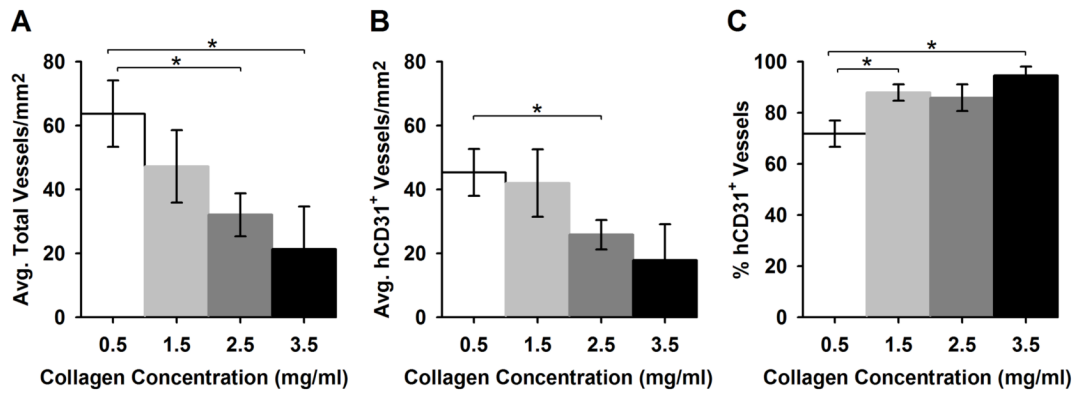 A
Avg. Total Vessels/mm²
80
60
40
20
0
*
*
0.5 1.5 2.5 3.5
Collagen Concentration (mg/ml)
B
Avg. hCD31⁺ Vessels/mm²
80
60
40
20
0
*
0.5 1.5 2.5 3.5
Collagen Concentration (mg/ml)
C
% hCD31⁺ Vessels
100
80
60
40
20
0
*
*
0.5 1.5 2.5 3.5
Collagen Concentration (mg/ml)